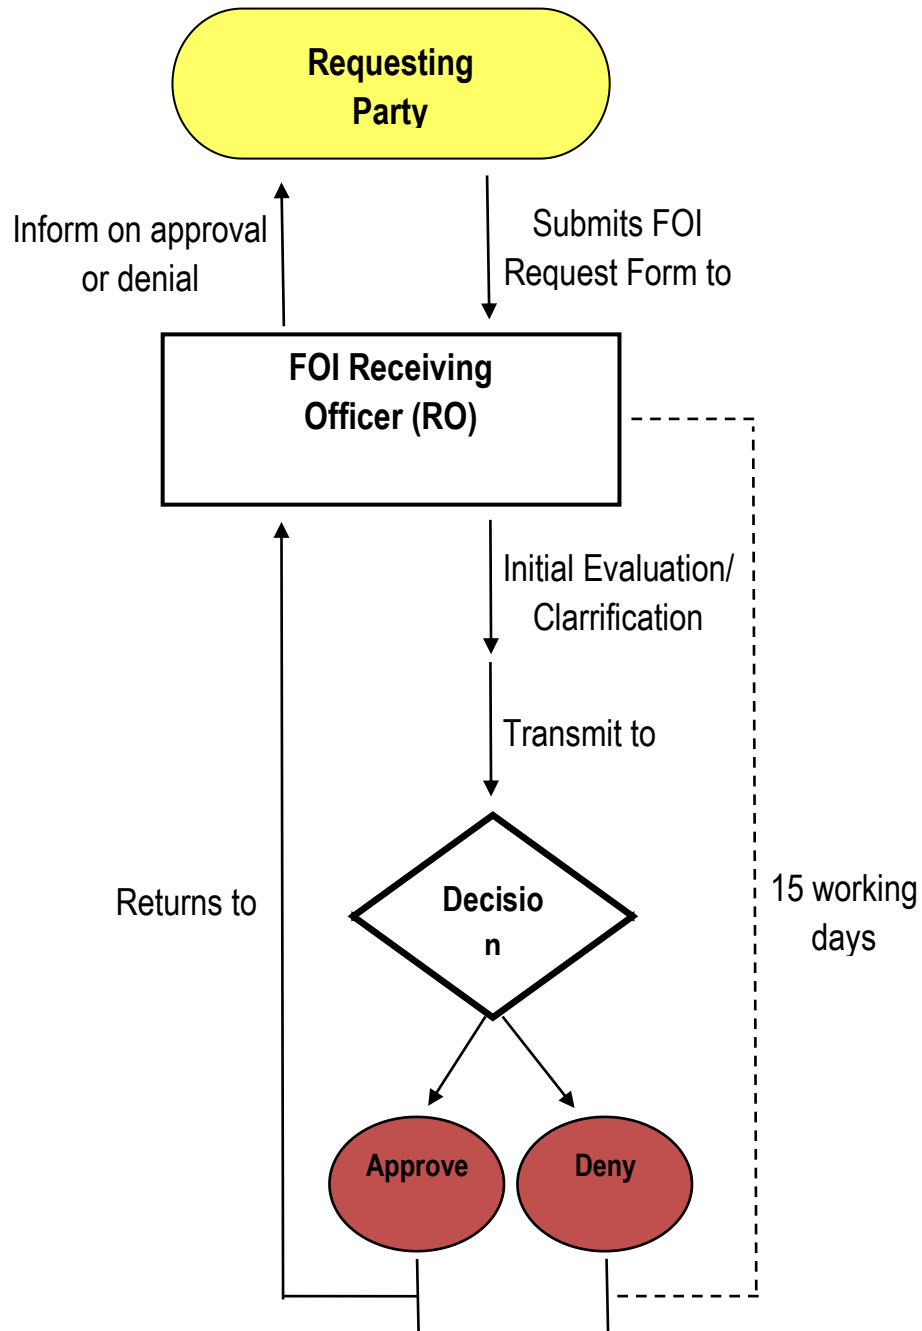 Requesting
Party
Inform on approval
or denial
Submits FOI
Request Form to
FOI Receiving
Officer (RO)
Initial Evaluation/
Clarrification
Transmit to
Returns to
Decisio
n
15 working
days
Approve
Deny